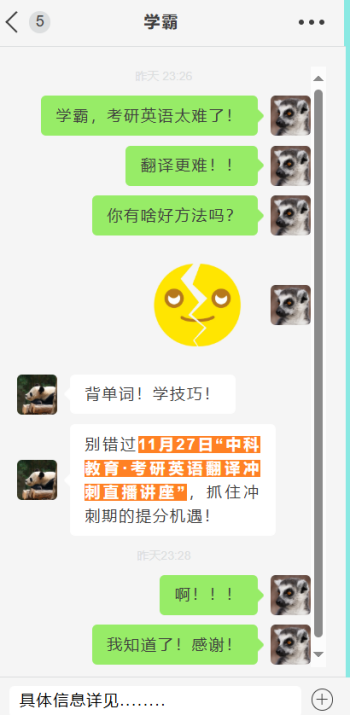 5
学霸
昨天 23:26
学霸，考研英语太难了！
翻译更难！！
你有啥好方法吗？
背单词！学技巧！
别错过11月27日“中科
教育·考研英语翻译冲
刺直播讲座”，抓住冲
刺期的提分机遇！
昨天23:28
啊！！！
我知道了！感谢！
具体信息详见........